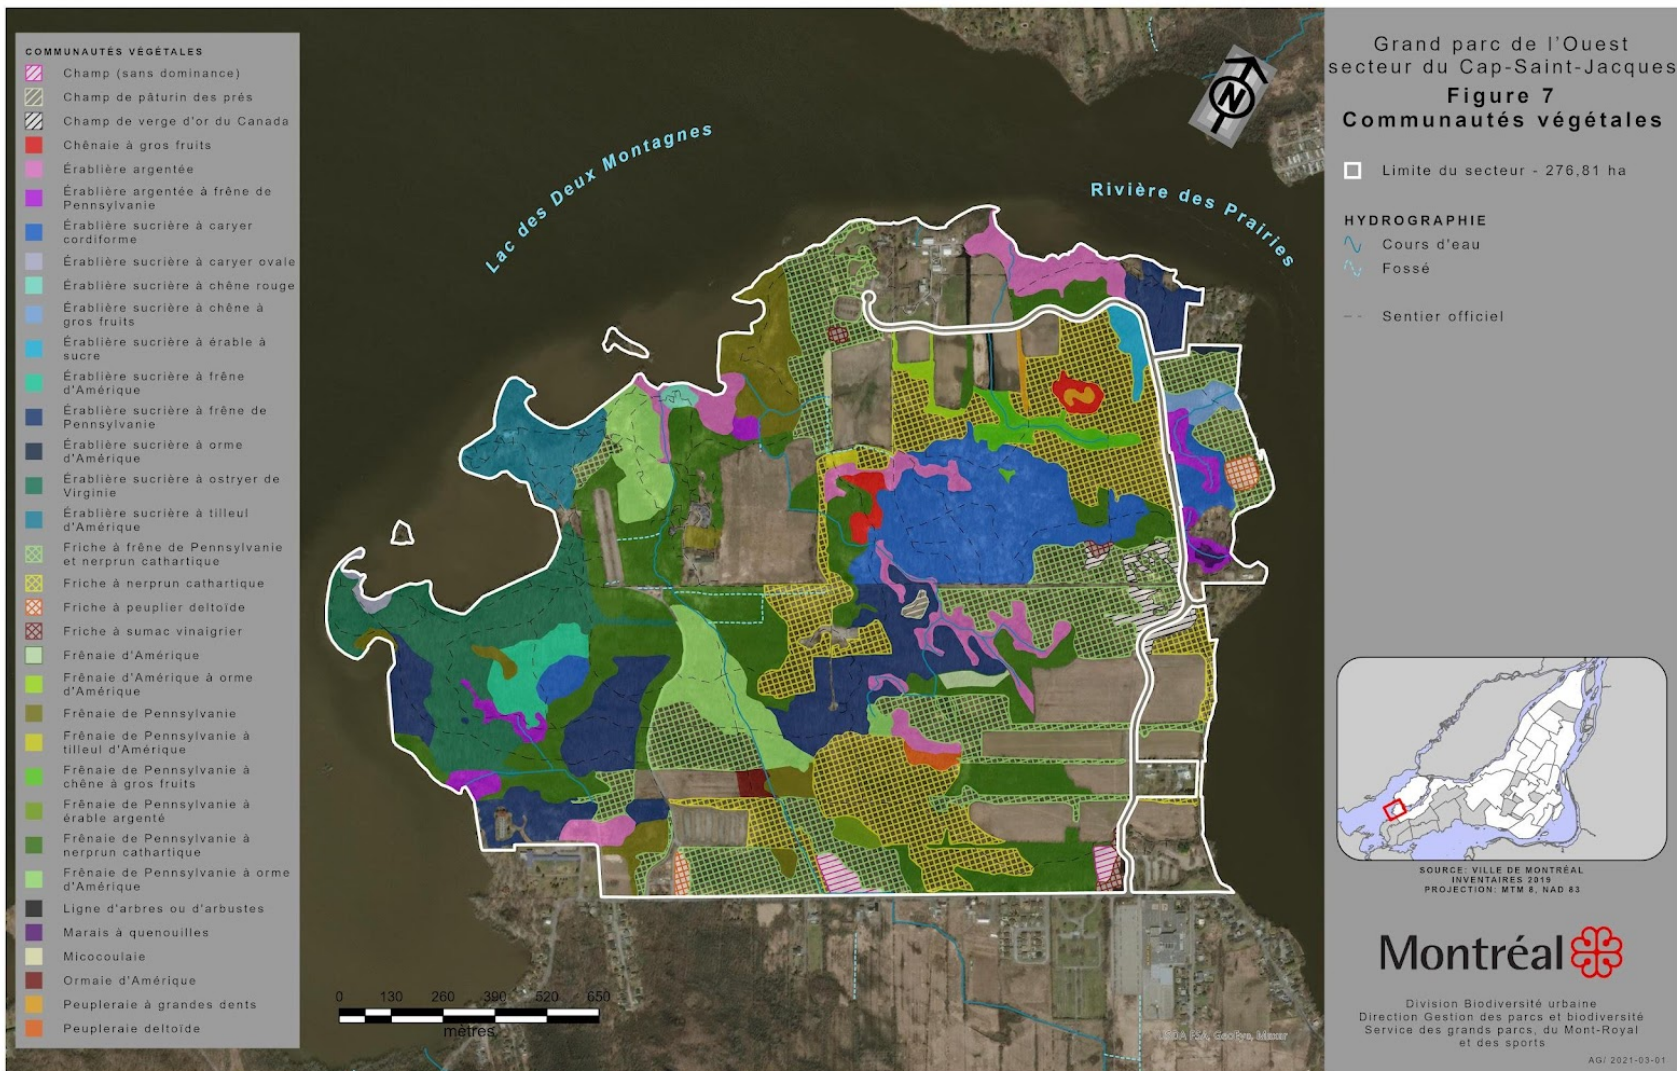 COMMUNAUTÉS VÉGÉTALES
Champ (sans dominance)
Champ de pâturin des prés
Champ de verge d'or du Canada
Chênaie à gros fruits
Érablière argentée
Érablière argentée à frêne de
Pennsylvanie
Érablière sucrière à caryer
cordiforme
Érablière sucrière à caryer ovale
Érablière sucrière à chêne rouge
Érablière sucrière à chêne à
gros fruits
Érablière sucrière à érable à
sucre
Érablière sucrière à frêne
d'Amérique
Érablière sucrière à frêne de
Pennsylvanie
Érablière sucrière à orme
d'Amérique
Érablière sucrière à ostryer de
Virginie
Érablière sucrière à tilleul
d'Amérique
Friche à frêne de Pennsylvanie
et nerprun cathartique
Friche à nerprun cathartique
Friche à peuplier deltoïde
Friche à sumac vinaigrier
Frênaie d'Amérique
Frênaie d'Amérique à orme
d'Amérique
Frênaie de Pennsylvanie
Frênaie de Pennsylvanie à
tilleul d'Amérique
Frênaie de Pennsylvanie à
chêne à gros fruits
Frênaie de Pennsylvanie à
érable argenté
Frênaie de Pennsylvanie à
nerprun cathartique
Frênaie de Pennsylvanie à orme
d'Amérique
Ligne d'arbres ou d'arbustes
Marais à quenouilles
Micocoulaie
Ormaie d'Amérique
Peupleraie à grandes dents
Peupleraie deltoïde
Lac des Deux Montagnes
Rivière des Prairies
N
0 130 260 390 520 650
mètres
FSA, GeoEye, Maxar
Grand parc de l'Ouest
secteur du Cap-Saint-Jacques
Figure 7
Communautés végétales
Limite du secteur - 276,81 ha
HYDROGRAPHIE
Cours d'eau
Fossé
Sentier officiel
SOURCE: VILLE DE MONTRÉAL
INVENTAIRES 2019
PROJECTION: MTM 8, NAD 83
Montréal
Division Biodiversité urbaine
Direction Gestion des parcs et biodiversité
Service des grands parcs, du Mont-Royal
et des sports
AG/ 2021-03-01